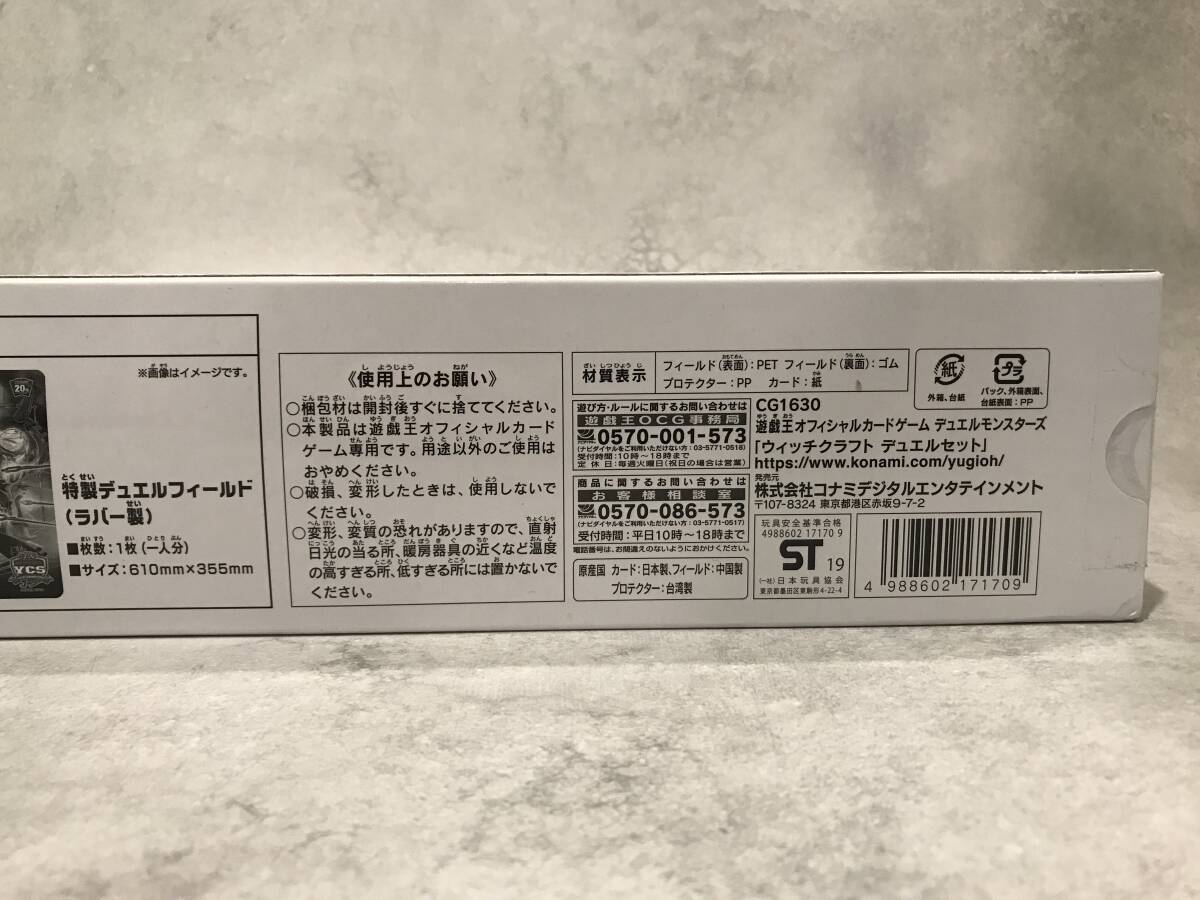 ※画像はイメージです。
20th
YCS
特製デュエルフィールド
(ラバー製)
■枚数:1枚(一人分)
■サイズ:610mm×355mm
《使用上のお願い》
○梱包材は開封後すぐに捨ててください。
○本製品は遊戯王オフィシャルカード
ゲーム専用です。用途以外のご使用は
おやめください。
○破損、変形したときは、使用しないで
ください。
○変形、変質の恐れがありますので、直射
日光の当る所、暖房器具の近くなど温度
の高すぎる所、低すぎる所には置かないで
ください。
材質表示
フィールド(表面):PET フィールド(裏面):ゴム
プロテクター:PP カード:紙
遊び方・ルールに関するお問い合わせは
遊戯王OCG事務局
0570-001-573
(ナビダイヤルをご利用いただけない方:03-5771-0518)
受付時間:10時〜18時まで
定休日:毎週火曜日(祝日の場合は営業)
商品に関するお問い合わせは
お客様相談室
0570-086-573
(ナビダイヤルをご利用いただけない方:03-5771-0517)
受付時間:平日10時〜18時まで
電話番号は、お間違えのないようにおかけください。
原産国 カード:日本製、フィールド:中国製
プロテクター:台湾製
紙
外箱、台紙
プラ
パック、外箱表面、
台紙表面:PP
CG1630
遊戯王オフィシャルカードゲーム デュエルモンスターズ
「ウィッチクラフト デュエルセット」
https://www.konami.com/yugioh/
発売元
株式会社コナミデジタルエンタテインメント
〒107-8324 東京都港区赤坂9-7-2
玩具安全基準合格
4988602 17170 9
ST 19
(一社)日本玩具協会
東京都墨田区東駒形4-22-4
4 988602 171709